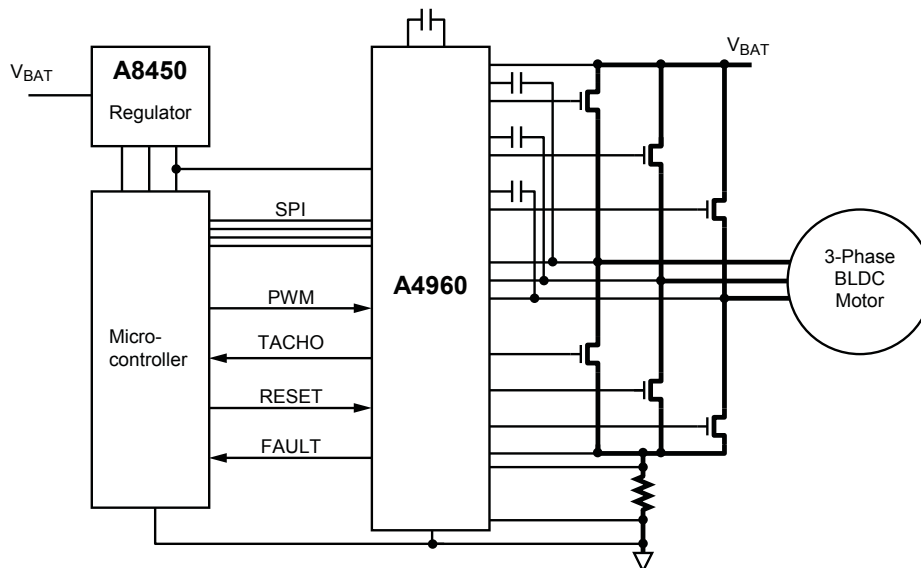 V_BAT
A8450
Regulator
V_BAT
SPI
A4960
PWM
TACHO
RESET
FAULT
Micro-
controller
3-Phase
BLDC
Motor